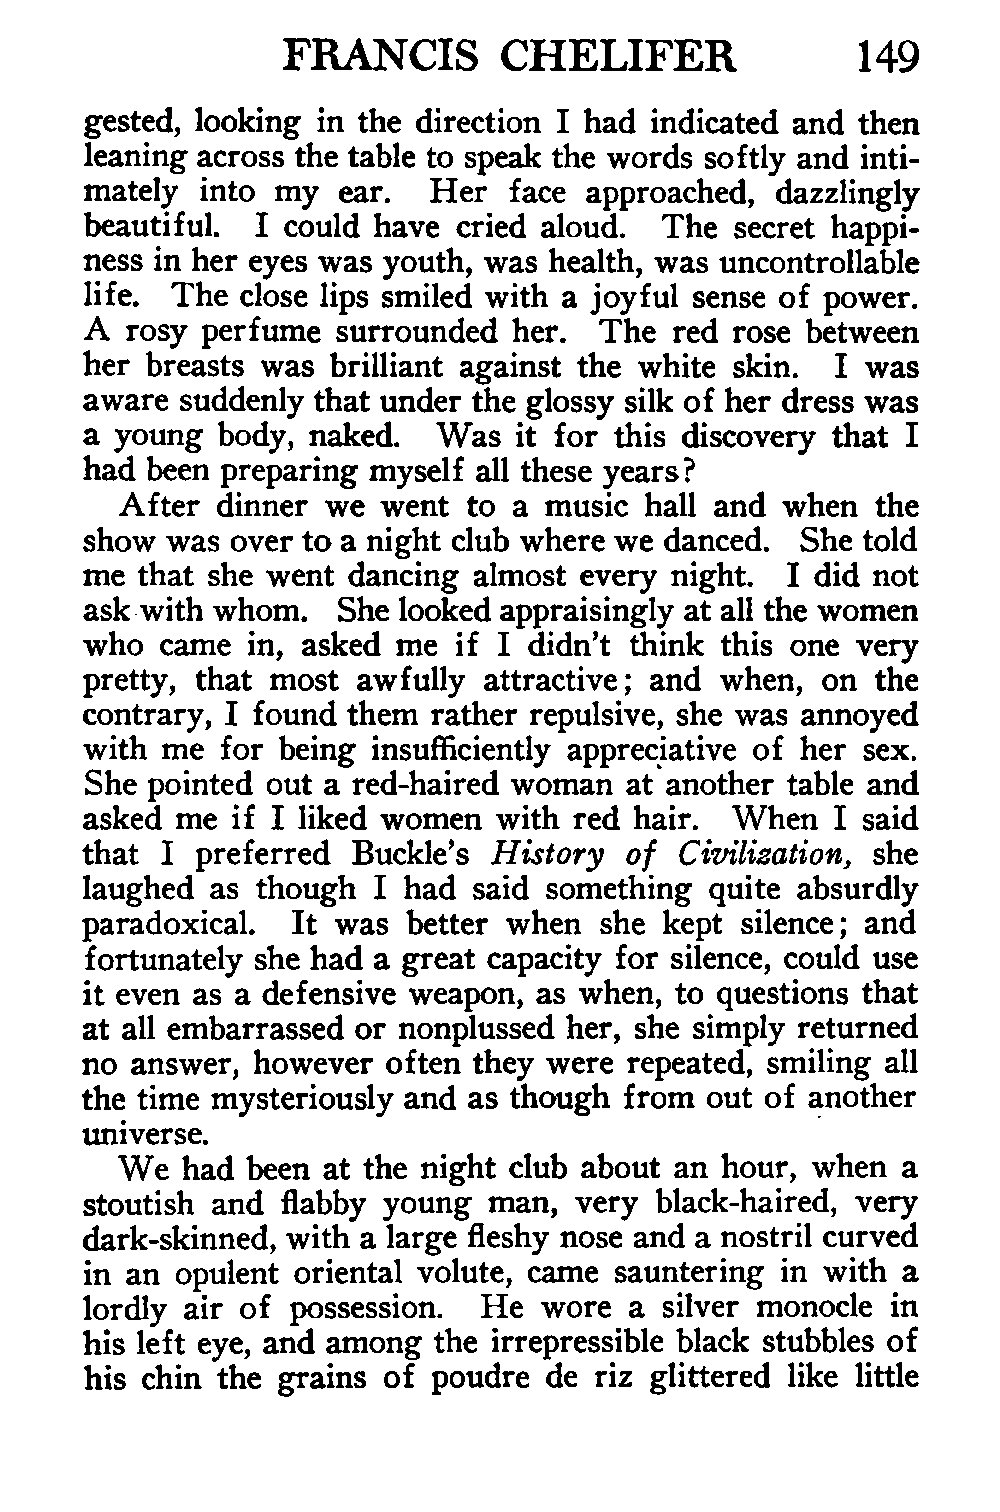 FRANCIS CHELIFER 149
gested, looking in the direction I had indicated and then
leaning across the table to speak the words softly and inti-
mately into my ear. Her face approached, dazzlingly
beautiful. I could have cried aloud. The secret happi-
ness in her eyes was youth, was health, was uncontrollable
life. The close lips smiled with a joyful sense of power.
A rosy perfume surrounded her. The red rose between
her breasts was brilliant against the white skin. I was
aware suddenly that under the glossy silk of her dress was
a young body, naked. Was it for this discovery that I
had been preparing myself all these years?
After dinner we went to a music hall and when the
show was over to a night club where we danced. She told
me that she went dancing almost every night. I did not
ask with whom. She looked appraisingly at all the women
who came in, asked me if I didn't think this one very
pretty, that most awfully attractive; and when, on the
contrary, I found them rather repulsive, she was annoyed
with me for being insufficiently appreciative of her sex.
She pointed out a red-haired woman at another table and
asked me if I liked women with red hair. When I said
that I preferred Buckle's History of Civilization, she
laughed as though I had said something quite absurdly
paradoxical. It was better when she kept silence; and
fortunately she had a great capacity for silence, could use
it even as a defensive weapon, as when, to questions that
at all embarrassed or nonplussed her, she simply returned
no answer, however often they were repeated, smiling all
the time mysteriously and as though from out of another
universe.
We had been at the night club about an hour, when a
stoutish and flabby young man, very black-haired, very
dark-skinned, with a large fleshy nose and a nostril curved
in an opulent oriental volute, came sauntering in with a
lordly air of possession. He wore a silver monocle in
his left eye, and among the irrepressible black stubbles of
his chin the grains of poudre de riz glittered like little